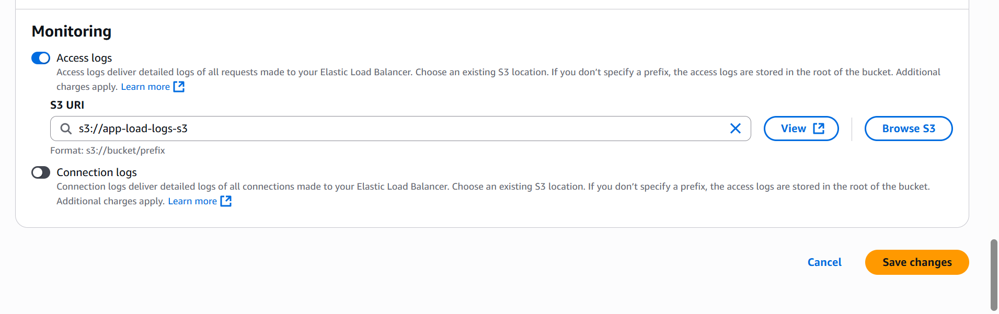 Monitoring
Access logs
Access logs deliver detailed logs of all requests made to your Elastic Load Balancer. Choose an existing S3 location. If you don’t specify a prefix, the access logs are stored in the root of the bucket. Additional
charges apply. Learn more
S3 URI
s3://app-load-logs-s3
View
Browse S3
Format: s3://bucket/prefix
Connection logs
Connection logs deliver detailed logs of all connections made to your Elastic Load Balancer. Choose an existing S3 location. If you don’t specify a prefix, the access logs are stored in the root of the bucket.
Additional charges apply. Learn more
Cancel
Save changes